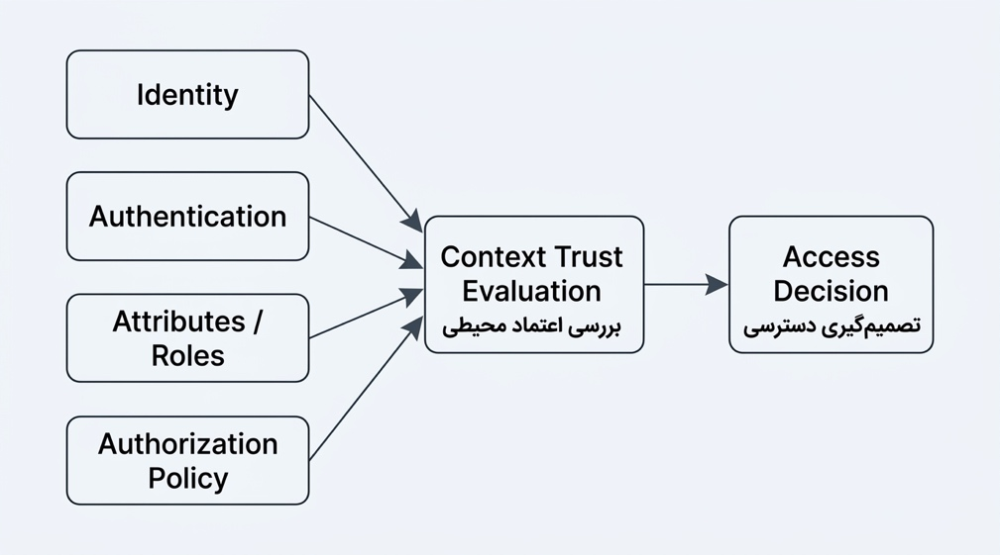 Identity
Authentication
Attributes /
Roles
Authorization
Policy
Context Trust
Evaluation
بررسی اعتماد محیطی
Access
Decision
تصمیم‌گیری دسترسی